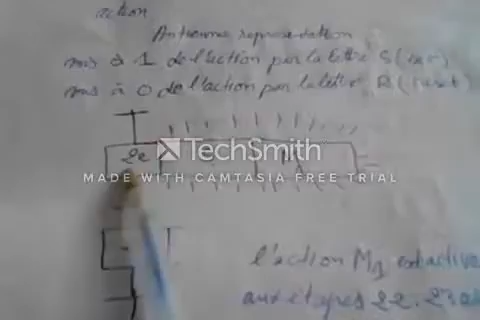 action
représentation
mis à 1 de l'action par la lettre S (set)
mis à 0 de l'action par la lettre R (reset)
22
TechSmith
MADE WITH CAMTASIA FREE TRIAL
l'action M1 est active
aux étapes 22. 23